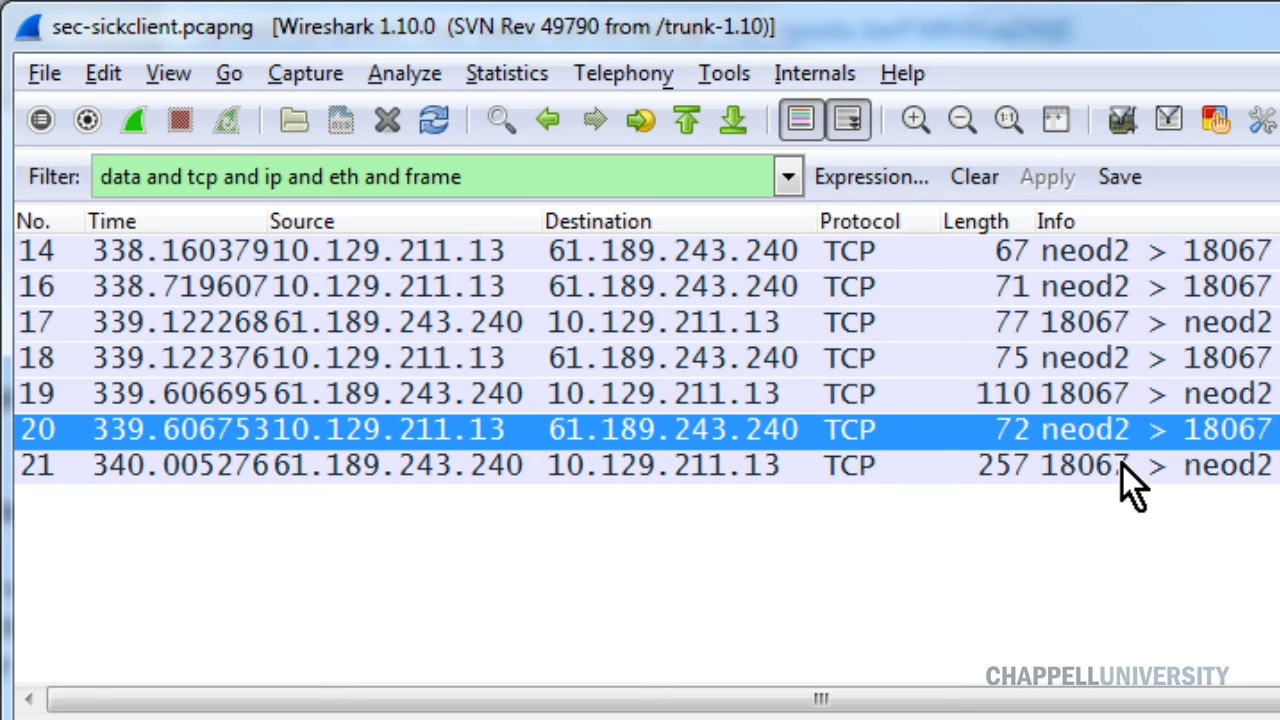 sec-sickclient.pcapng [Wireshark 1.10.0 (SVN Rev 49790 from /trunk-1.10)]
File Edit View Go Capture Analyze Statistics Telephony Tools Internals Help
Filter: data and tcp and ip and eth and frame Expression... Clear Apply Save
No. Time Source Destination Protocol Length Info
14 338.160379 10.129.211.13 61.189.243.240 TCP 67 neod2 > 18067
16 338.719607 10.129.211.13 61.189.243.240 TCP 71 neod2 > 18067
17 339.122268 61.189.243.240 10.129.211.13 TCP 77 18067 > neod2
18 339.122376 10.129.211.13 61.189.243.240 TCP 75 neod2 > 18067
19 339.606695 61.189.243.240 10.129.211.13 TCP 110 18067 > neod2
20 339.606753 10.129.211.13 61.189.243.240 TCP 72 neod2 > 18067
21 340.005276 61.189.243.240 10.129.211.13 TCP 257 18067 > neod2
CHAPPELLUNIVERSITY